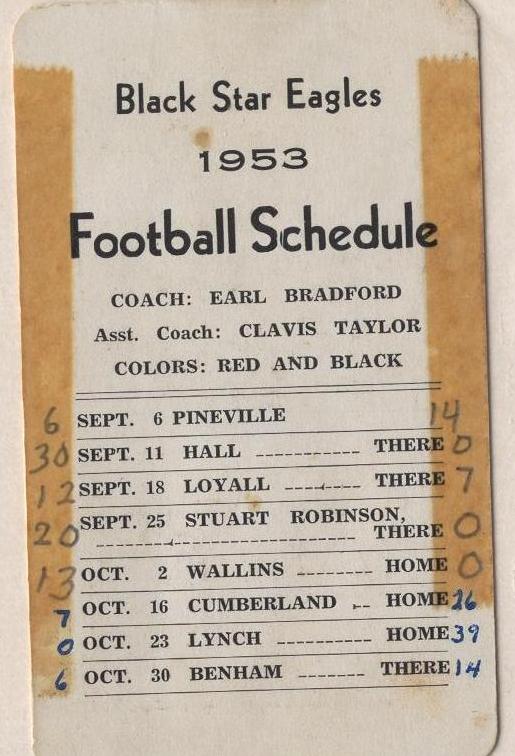 Black Star Eagles
1953
Football Schedule
COACH: EARL BRADFORD
Asst. Coach: CLAVIS TAYLOR
COLORS: RED AND BLACK
6 SEPT. 6 PINEVILLE 14
30 SEPT. 11 HALL ----------- THERE 0
12 SEPT. 18 LOYALL ------- THERE 7
SEPT. 25 STUART ROBINSON,
20 --------------------------- THERE 0
13 OCT. 2 WALLINS -------- HOME 0
7 OCT. 16 CUMBERLAND -- HOME 26
0 OCT. 23 LYNCH ---------- HOME 39
6 OCT. 30 BENHAM ------- THERE 14